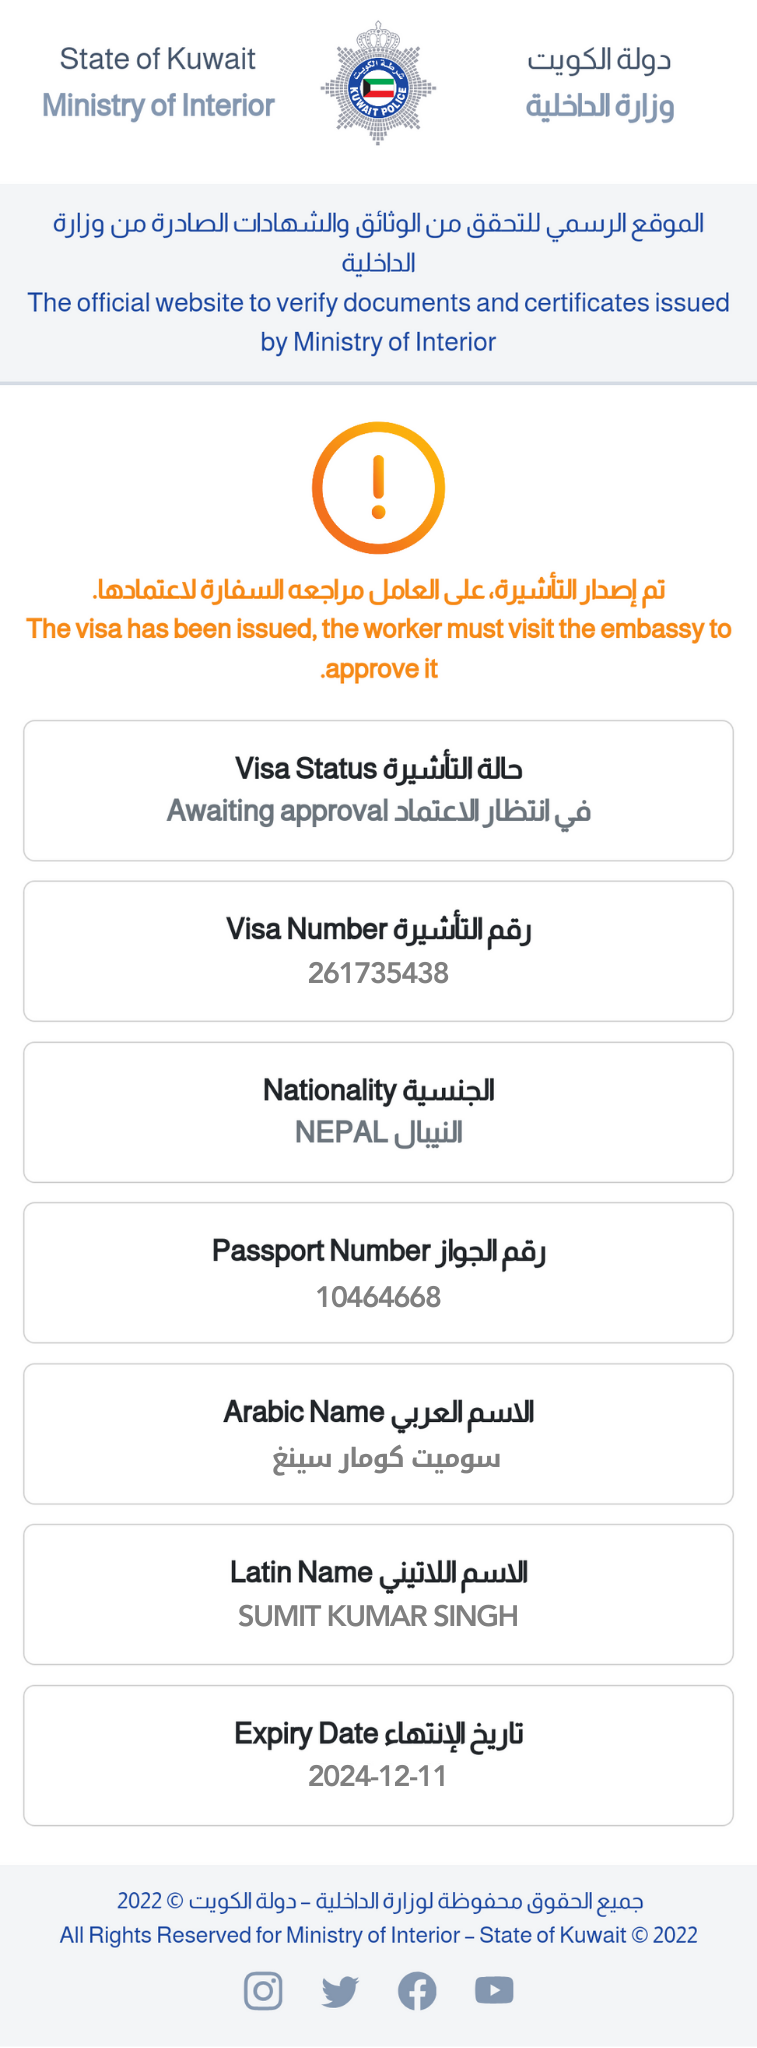 State of Kuwait
Ministry of Interior
شرطة الكويت
KUWAIT POLICE
دولة الكويت
وزارة الداخلية
الموقع الرسمي للتحقق من الوثائق والشهادات الصادرة من وزارة
الداخلية
The official website to verify documents and certificates issued
by Ministry of Interior
تم إصدار التأشيرة، على العامل مراجعه السفارة لاعتمادها.
The visa has been issued, the worker must visit the embassy to
.approve it
Visa Status حالة التأشيرة
Awaiting approval في انتظار الاعتماد
Visa Number رقم التأشيرة
261735438
Nationality الجنسية
NEPAL النيبال
Passport Number رقم الجواز
10464668
Arabic Name الاسم العربي
سوميت كومار سينغ
Latin Name الاسم اللاتيني
SUMIT KUMAR SINGH
Expiry Date تاريخ الإنتهاء
2024-12-11
جميع الحقوق محفوظة لوزارة الداخلية – دولة الكويت © 2022
All Rights Reserved for Ministry of Interior – State of Kuwait © 2022